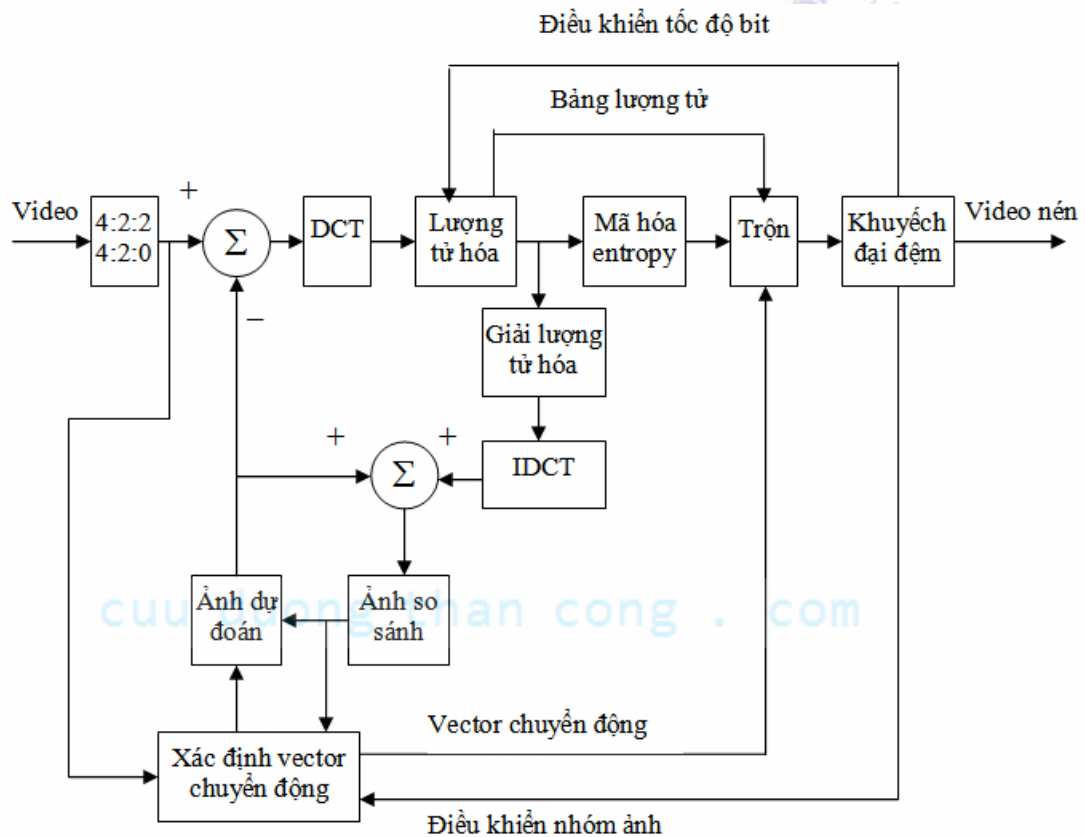 Điều khiển tốc độ bit
Bảng lượng tử
+
Video
4:2:2
4:2:0
Σ
DCT
Lượng
tử hóa
Mã hóa
entropy
Trộn
Khuyếch
đại đệm
Video nén
−
Giải lượng
tử hóa
+
+
Σ
IDCT
Ảnh dự
đoán
Ảnh so
sánh
cuu duong than cong . com
Vector chuyển động
Xác định vector
chuyển động
Điều khiển nhóm ảnh